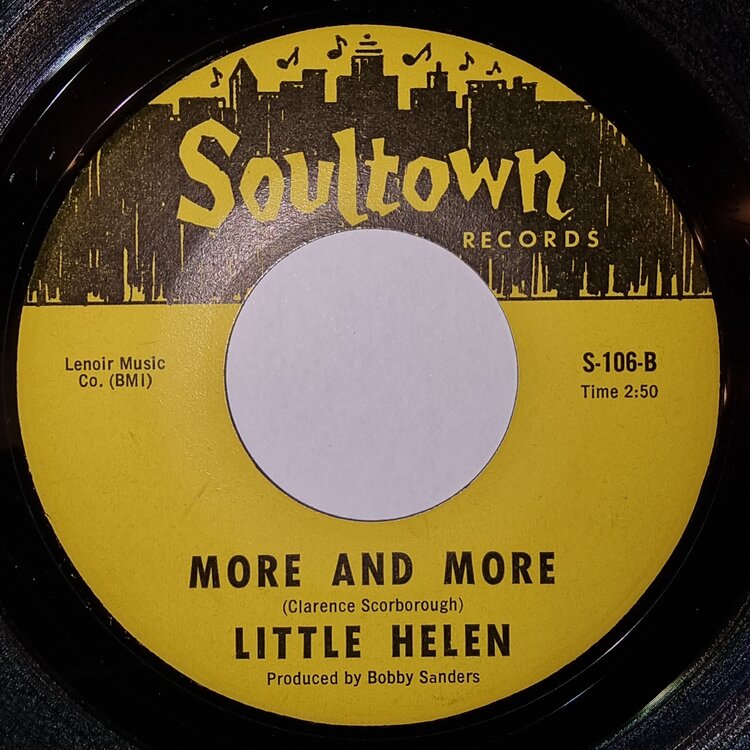 Soultown
RECORDS
Lenoir Music
Co. (BMI)
S-106-B
Time 2:50
MORE AND MORE
(Clarence Scorborough)
LITTLE HELEN
Produced by Bobby Sanders